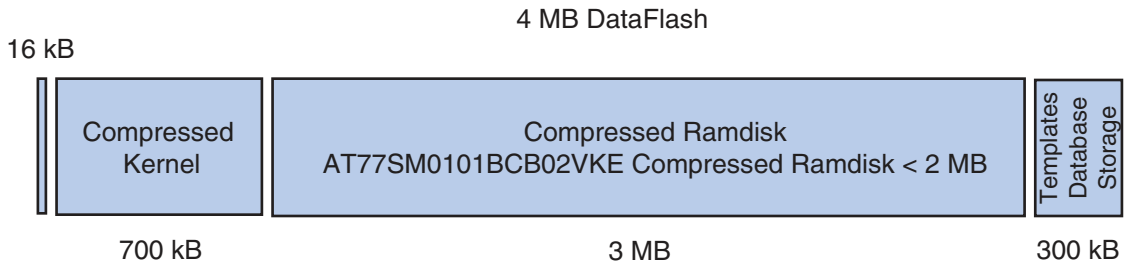 4 MB DataFlash
16 kB
Compressed
Kernel
Compressed Ramdisk
AT77SM0101BCB02VKE Compressed Ramdisk < 2 MB
Templates
Database
Storage
700 kB
3 MB
300 kB